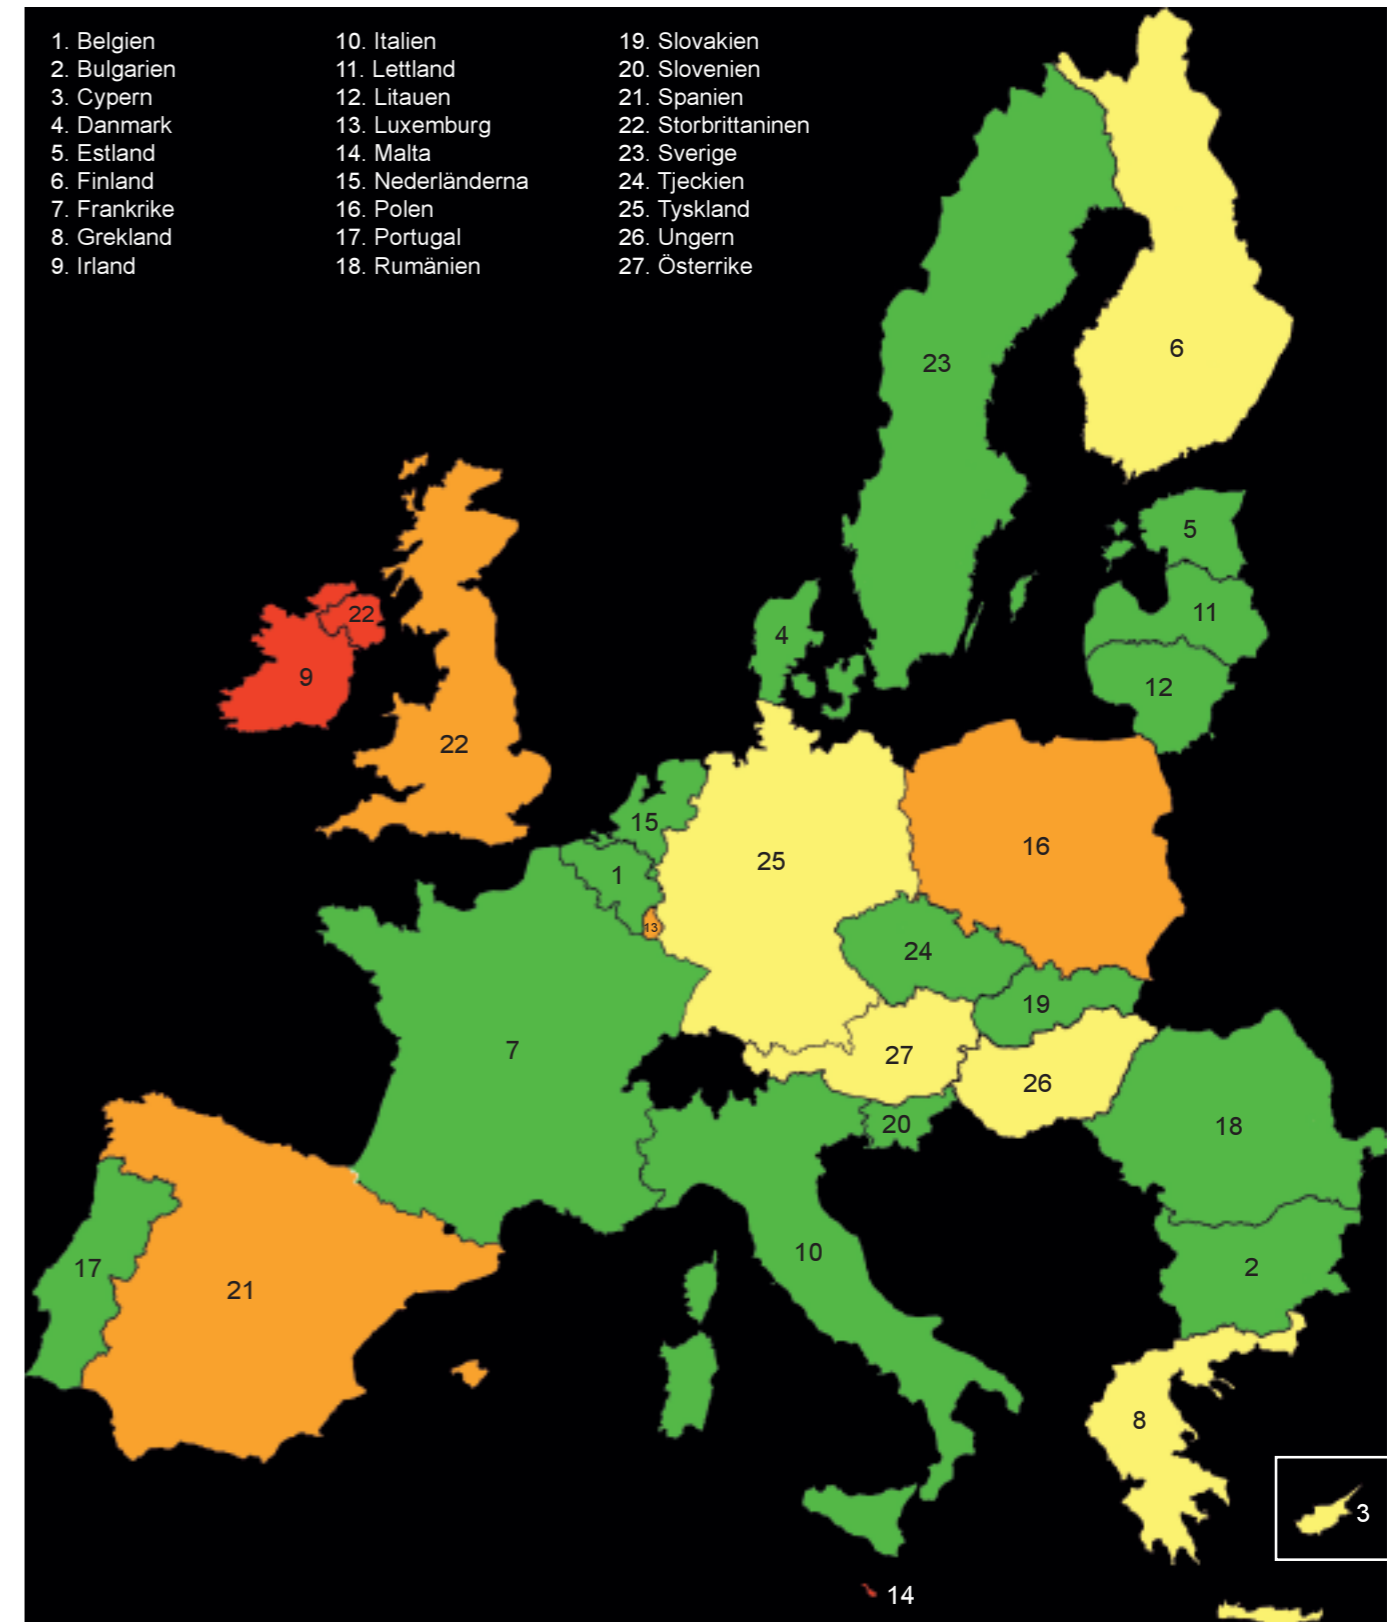 1. Belgien
2. Bulgarien
3. Cypern
4. Danmark
5. Estland
6. Finland
7. Frankrike
8. Grekland
9. Irland
10. Italien
11. Lettland
12. Litauen
13. Luxemburg
14. Malta
15. Nederländerna
16. Polen
17. Portugal
18. Rumänien
19. Slovakien
20. Slovenien
21. Spanien
22. Storbrittaninen
23. Sverige
24. Tjeckien
25. Tyskland
26. Ungern
27. Österrike
6
23
5
11
22
4
9
12
22
15
16
25
1
13
24
19
7
27
26
20
18
10
17
2
21
8
3
14